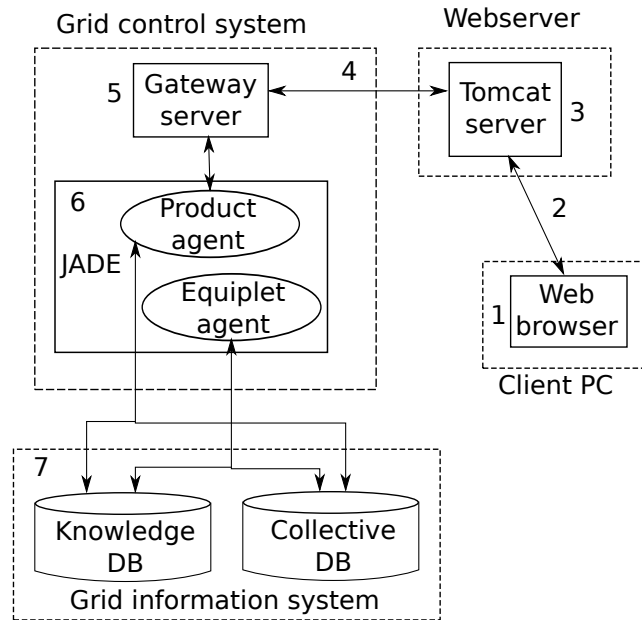 Grid control system
Webserver
5
Gateway
server
4
Tomcat
server
3
6
Product
agent
JADE
2
Equiplet
agent
1
Web
browser
Client PC
7
Knowledge
DB
Collective
DB
Grid information system